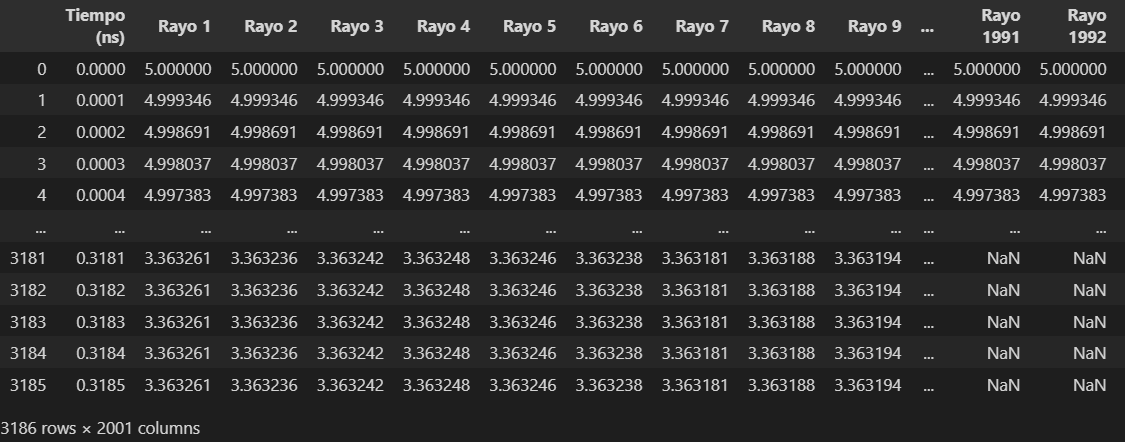 Tiempo (ns) Rayo 1 Rayo 2 Rayo 3 Rayo 4 Rayo 5 Rayo 6 Rayo 7 Rayo 8 Rayo 9 ... Rayo 1991 Rayo 1992
0 0.0000 5.000000 5.000000 5.000000 5.000000 5.000000 5.000000 5.000000 5.000000 5.000000 ... 5.000000 5.000000
1 0.0001 4.999346 4.999346 4.999346 4.999346 4.999346 4.999346 4.999346 4.999346 4.999346 ... 4.999346 4.999346
2 0.0002 4.998691 4.998691 4.998691 4.998691 4.998691 4.998691 4.998691 4.998691 4.998691 ... 4.998691 4.998691
3 0.0003 4.998037 4.998037 4.998037 4.998037 4.998037 4.998037 4.998037 4.998037 4.998037 ... 4.998037 4.998037
4 0.0004 4.997383 4.997383 4.997383 4.997383 4.997383 4.997383 4.997383 4.997383 4.997383 ... 4.997383 4.997383
... ... ... ... ... ... ... ... ... ... ... ... ... ...
3181 0.3181 3.363261 3.363236 3.363242 3.363248 3.363246 3.363238 3.363181 3.363188 3.363194 ... NaN NaN
3182 0.3182 3.363261 3.363236 3.363242 3.363248 3.363246 3.363238 3.363181 3.363188 3.363194 ... NaN NaN
3183 0.3183 3.363261 3.363236 3.363242 3.363248 3.363246 3.363238 3.363181 3.363188 3.363194 ... NaN NaN
3184 0.3184 3.363261 3.363236 3.363242 3.363248 3.363246 3.363238 3.363181 3.363188 3.363194 ... NaN NaN
3185 0.3185 3.363261 3.363236 3.363242 3.363248 3.363246 3.363238 3.363181 3.363188 3.363194 ... NaN NaN
3186 rows × 2001 columns